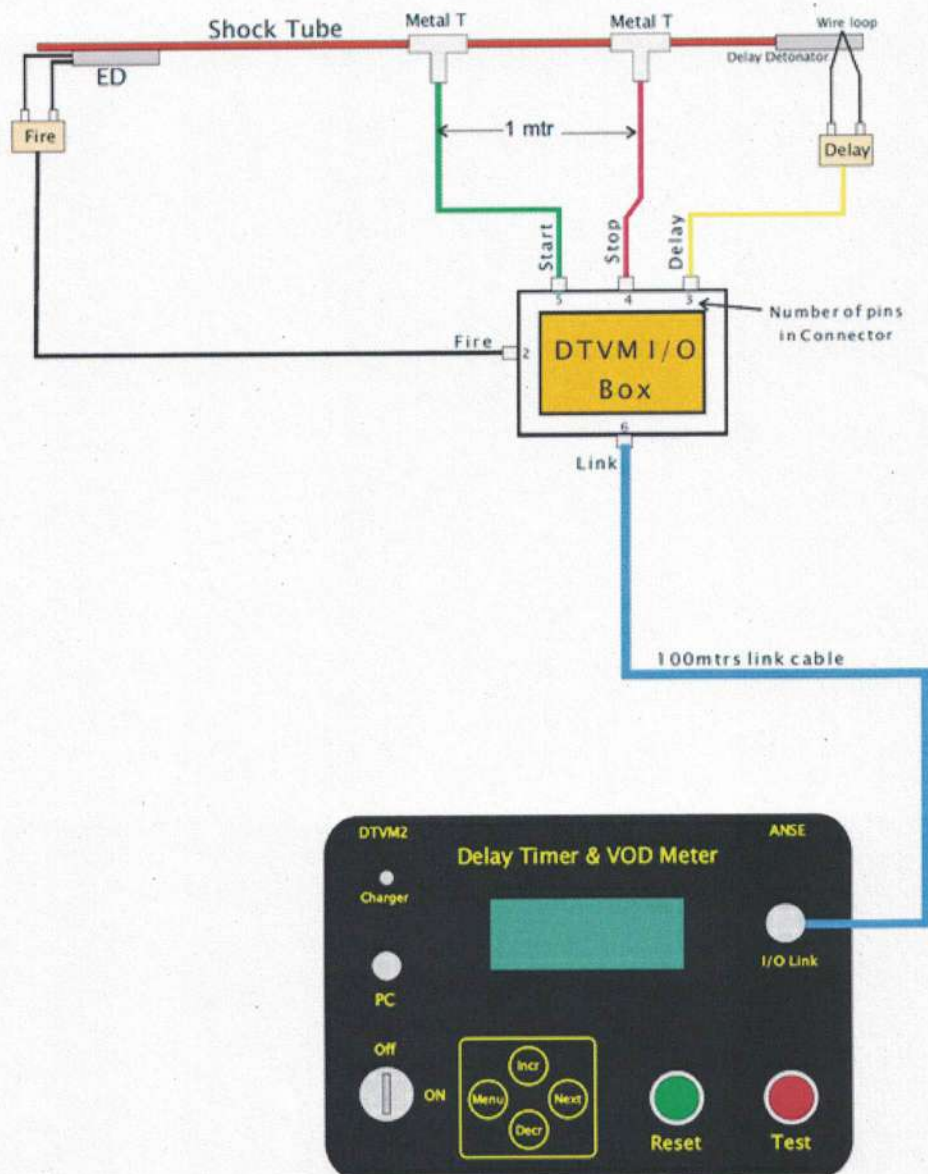 Shock Tube
Metal T
Metal T
Wire loop
ED
Delay Detonator
Fire
1 mtr
Delay
Start
Stop
Delay
5
4
3
Number of pins
in Connector
Fire
2
DTVM I/O
Box
6
Link
100mtrs link cable
DTVM2
ANSE
Delay Timer & VOD Meter
Charger
I/O Link
PC
Off
ON
Incr
Menu
Next
Decr
Reset
Test